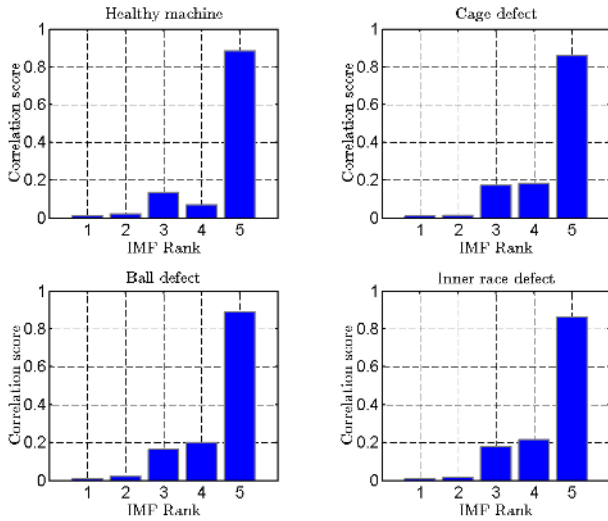 Healthy machine
Correlation score
1
0.8
0.6
0.4
0.2
0
1 2 3 4 5
IMF Rank
Cage defect
Correlation score
1
0.8
0.6
0.4
0.2
0
1 2 3 4 5
IMF Rank
Ball defect
Correlation score
1
0.8
0.6
0.4
0.2
0
1 2 3 4 5
IMF Rank
Inner race defect
Correlation score
1
0.8
0.6
0.4
0.2
0
1 2 3 4 5
IMF Rank